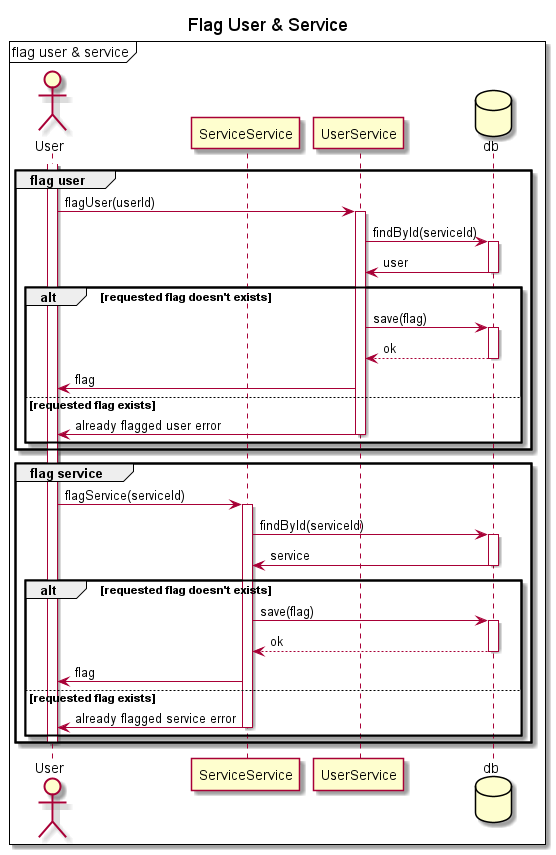 Flag User & Service
flag user & service
User
ServiceService
UserService
db
flag user
flagUser(userId)
findById(serviceId)
user
alt [requested flag doesn't exists]
save(flag)
ok
flag
[requested flag exists]
already flagged user error
flag service
flagService(serviceId)
findById(serviceId)
service
alt [requested flag doesn't exists]
save(flag)
ok
flag
[requested flag exists]
already flagged service error
User
ServiceService
UserService
db